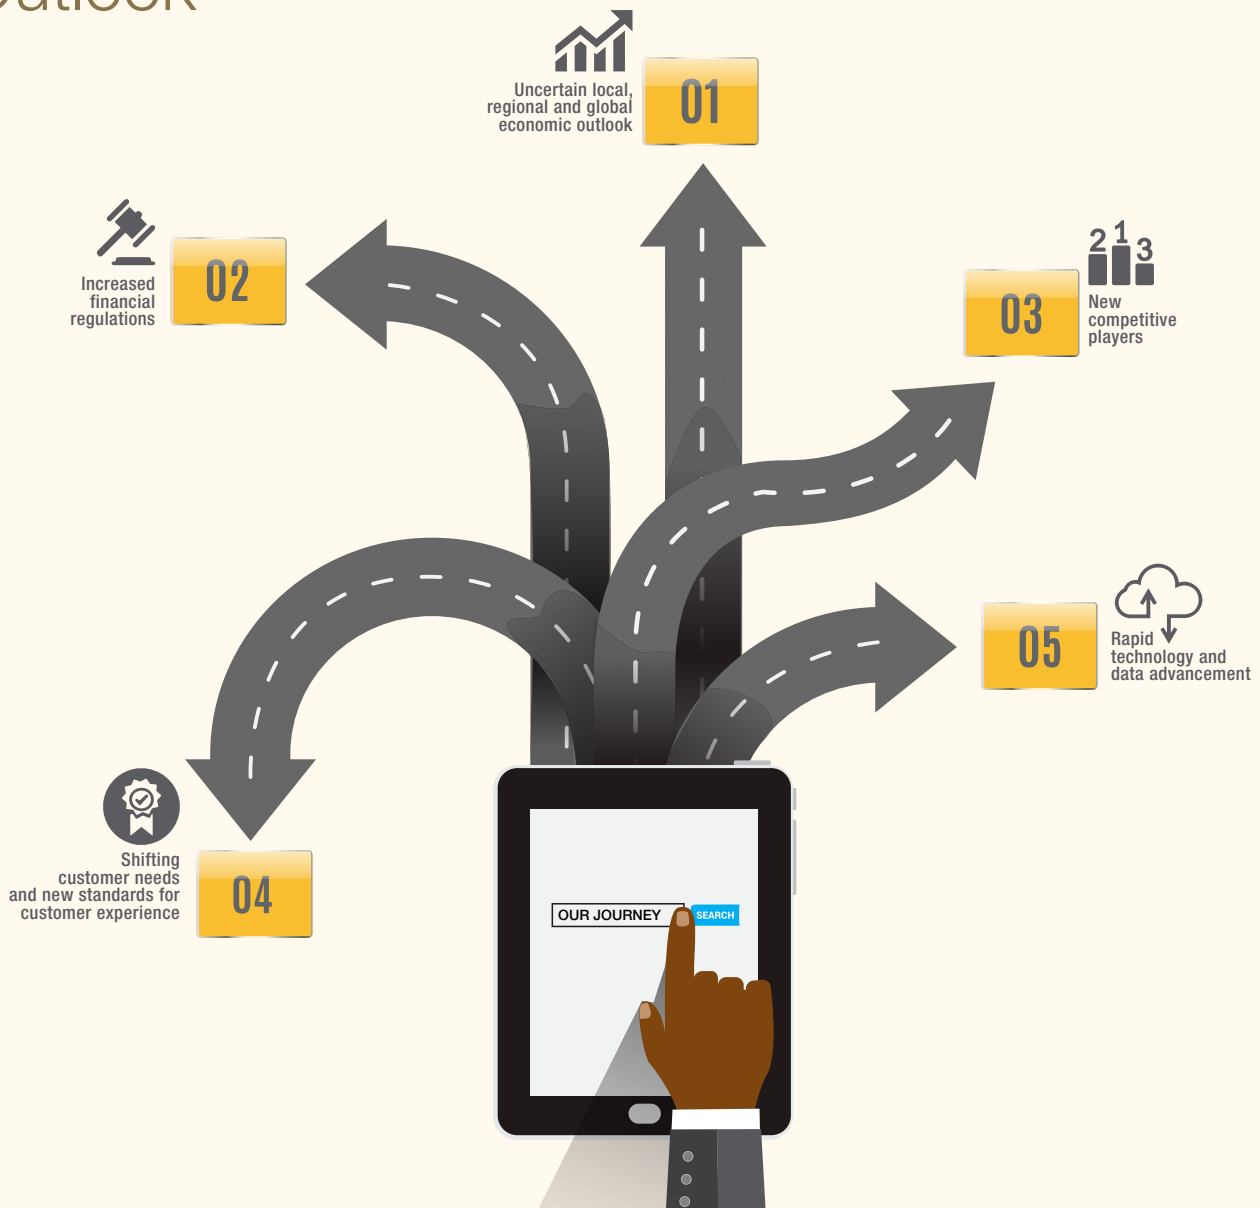 Outlook
Uncertain local,
regional and global
economic outlook
01
Increased
financial
regulations
02
2 1 3
03
New
competitive
players
05
Rapid
technology and
data advancement
Shifting
customer needs
and new standards for
customer experience
04
OUR JOURNEY
SEARCH